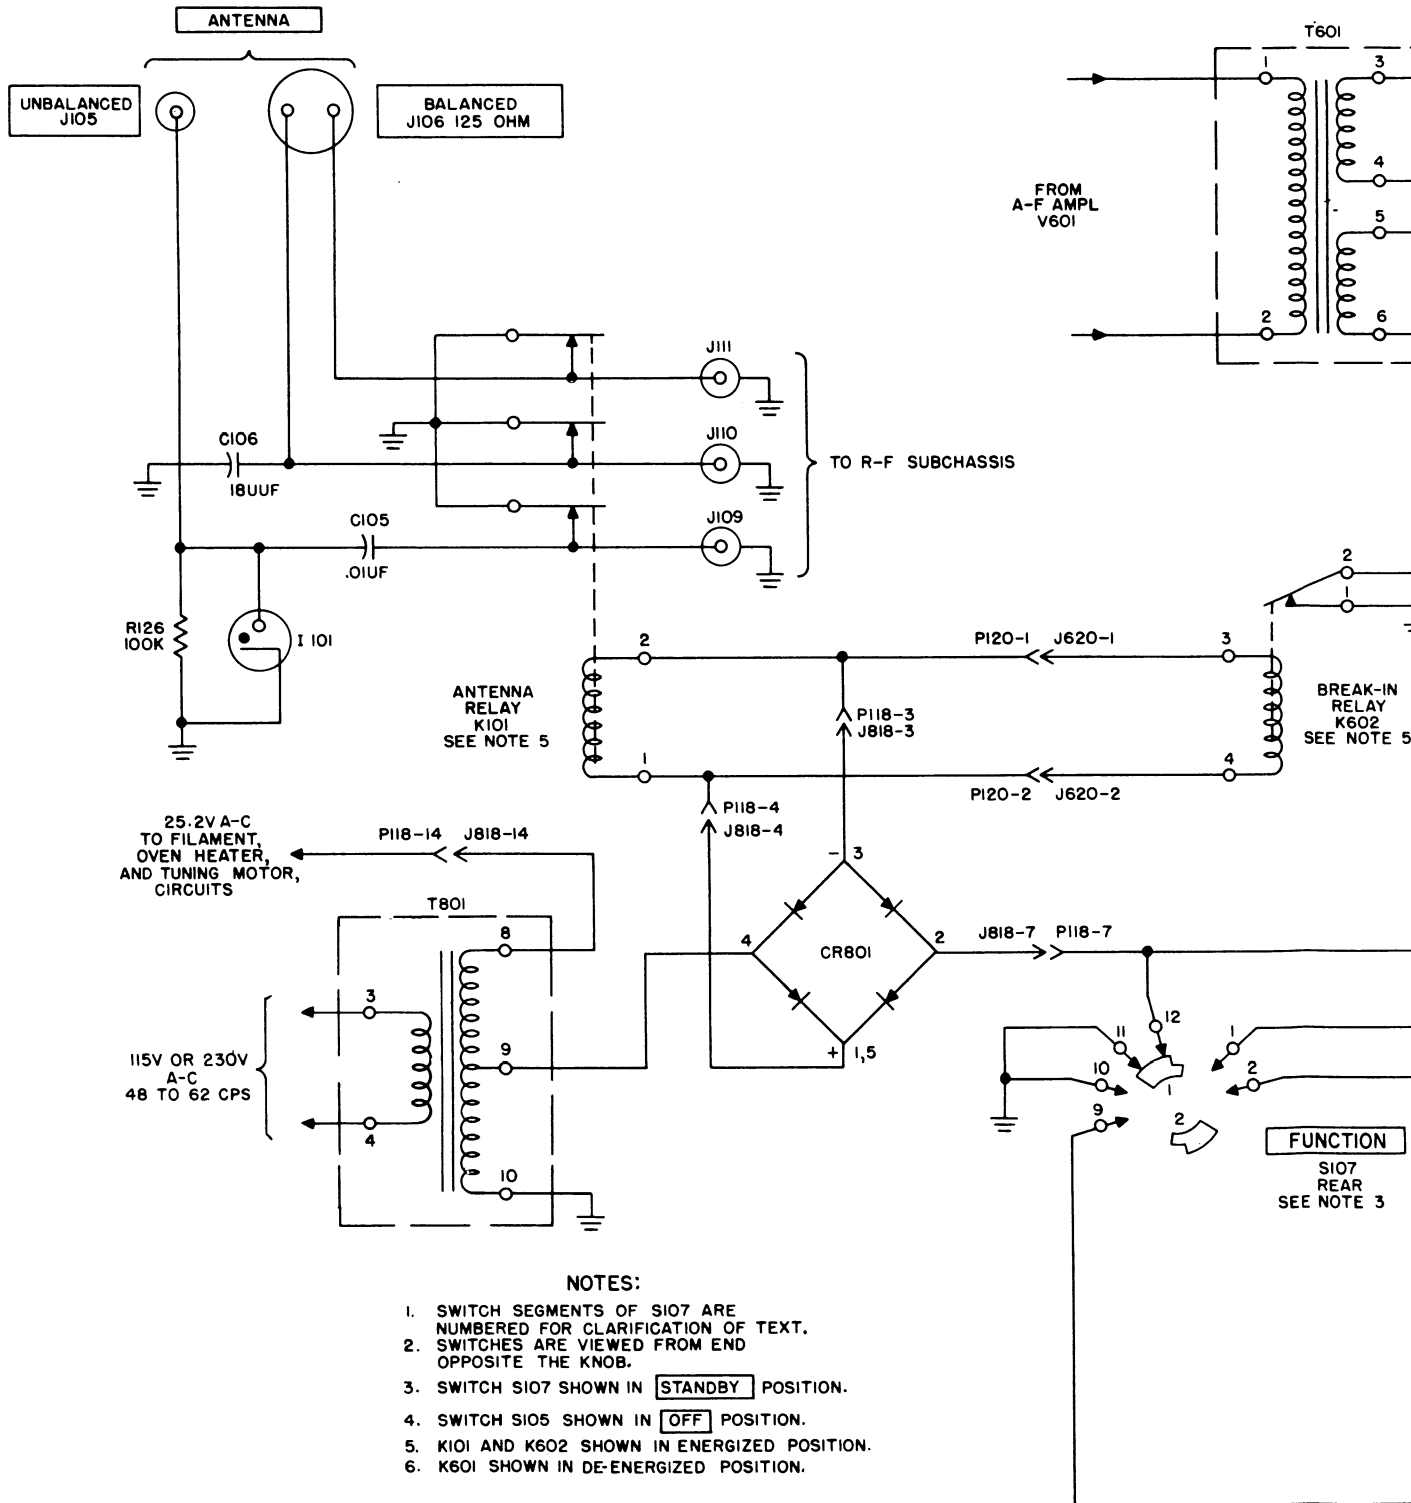 ANTENNA
UNBALANCED
J105
BALANCED
J106 125 OHM
T601
1
3
4
5
2
6
FROM
A-F AMPL
V601
J111
J110
J109
TO R-F SUBCHASSIS
C106
18UUF
C105
.01UF
R126
100K
I 101
2
1
ANTENNA
RELAY
K101
SEE NOTE 5
2
1
P120-1 J620-1
3
P118-3
J818-3
BREAK-IN
RELAY
K602
SEE NOTE 5
4
P120-2 J620-2
P118-4
J818-4
25.2V A-C
TO FILAMENT,
OVEN HEATER,
AND TUNING MOTOR,
CIRCUITS
P118-14 J818-14
T801
8
3
9
4
10
115V OR 230V
A-C
48 TO 62 CPS
- 3
4
CR801
2
+ 1,5
J818-7 P118-7
12
11
1
10
2
9
1
2
FUNCTION
S107
REAR
SEE NOTE 3
NOTES:
1. SWITCH SEGMENTS OF S107 ARE
NUMBERED FOR CLARIFICATION OF TEXT.
2. SWITCHES ARE VIEWED FROM END
OPPOSITE THE KNOB.
3. SWITCH S107 SHOWN IN STANDBY POSITION.
4. SWITCH S105 SHOWN IN OFF POSITION.
5. K101 AND K602 SHOWN IN ENERGIZED POSITION.
6. K601 SHOWN IN DE-ENERGIZED POSITION.